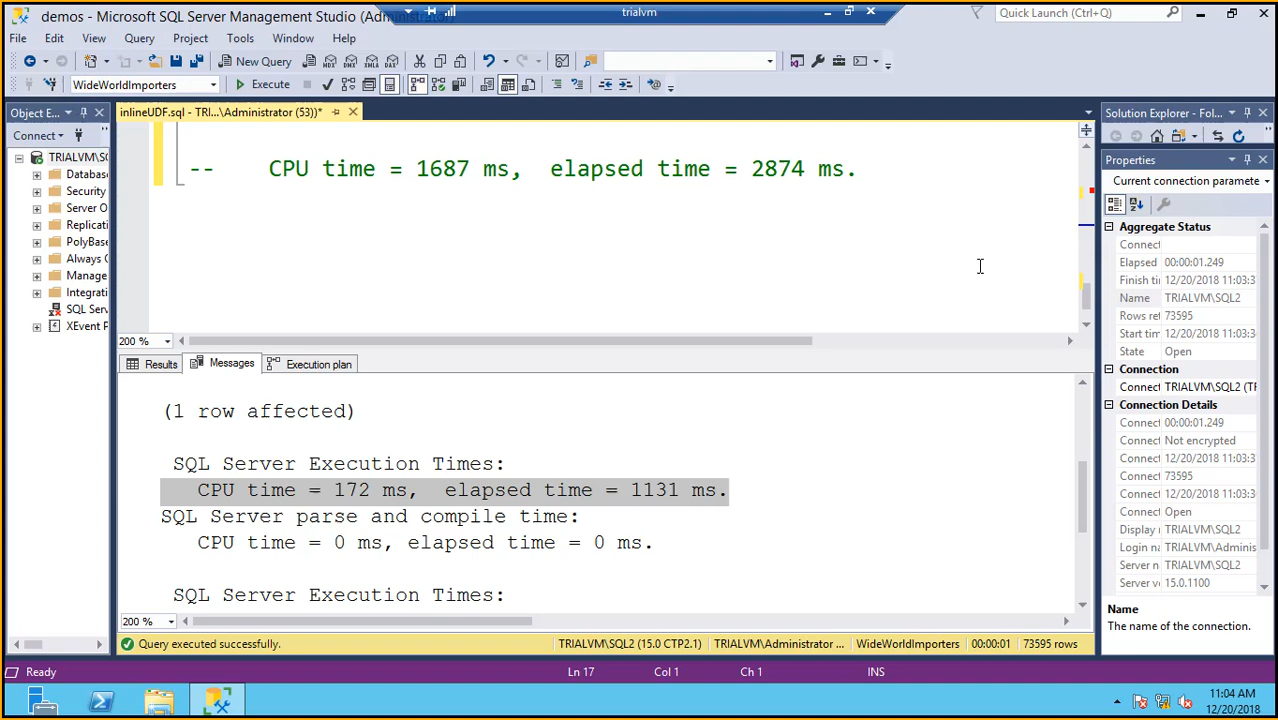 demos - Microsoft SQL Server Management Studio (Administrator)
trialvm
Quick Launch (Ctrl+Q)
File Edit View Query Project Tools Window Help
New Query
WideWorldImporters
Execute
Object E...
inlineUDF.sql - TRI...\Administrator (53))*
Solution Explorer - Fol...
Connect
TRIALVM\SQ
Databas
Security
Server O
Replicati
PolyBase
Always C
Manage
Integrati
SQL Serv
XEvent P
-- CPU time = 1687 ms, elapsed time = 2874 ms.
200 %
Results Messages Execution plan
(1 row affected)
SQL Server Execution Times:
CPU time = 172 ms, elapsed time = 1131 ms.
SQL Server parse and compile time:
CPU time = 0 ms, elapsed time = 0 ms.
SQL Server Execution Times:
200 %
Query executed successfully.
TRIALVM\SQL2 (15.0 CTP2.1)
TRIALVM\Administrator ...
WideWorldImporters
00:00:01
73595 rows
Properties
Current connection paramete
Aggregate Status
Connect
Elapsed 00:00:01.249
Finish tir 12/20/2018 11:03:3
Name TRIALVM\SQL2
Rows ret 73595
Start tim 12/20/2018 11:03:3
State Open
Connection
Connect TRIALVM\SQL2 (TF
Connection Details
Connect 00:00:01.249
Connect Not encrypted
Connect 12/20/2018 11:03:3
Connect 73595
Connect 12/20/2018 11:03:3
Connect Open
Display r TRIALVM\SQL2
Login na TRIALVM\Adminis
Server n TRIALVM\SQL2
Server ve 15.0.1100
Name
The name of the connection.
Ready
Ln 17
Col 1
Ch 1
INS
11:04 AM
12/20/2018